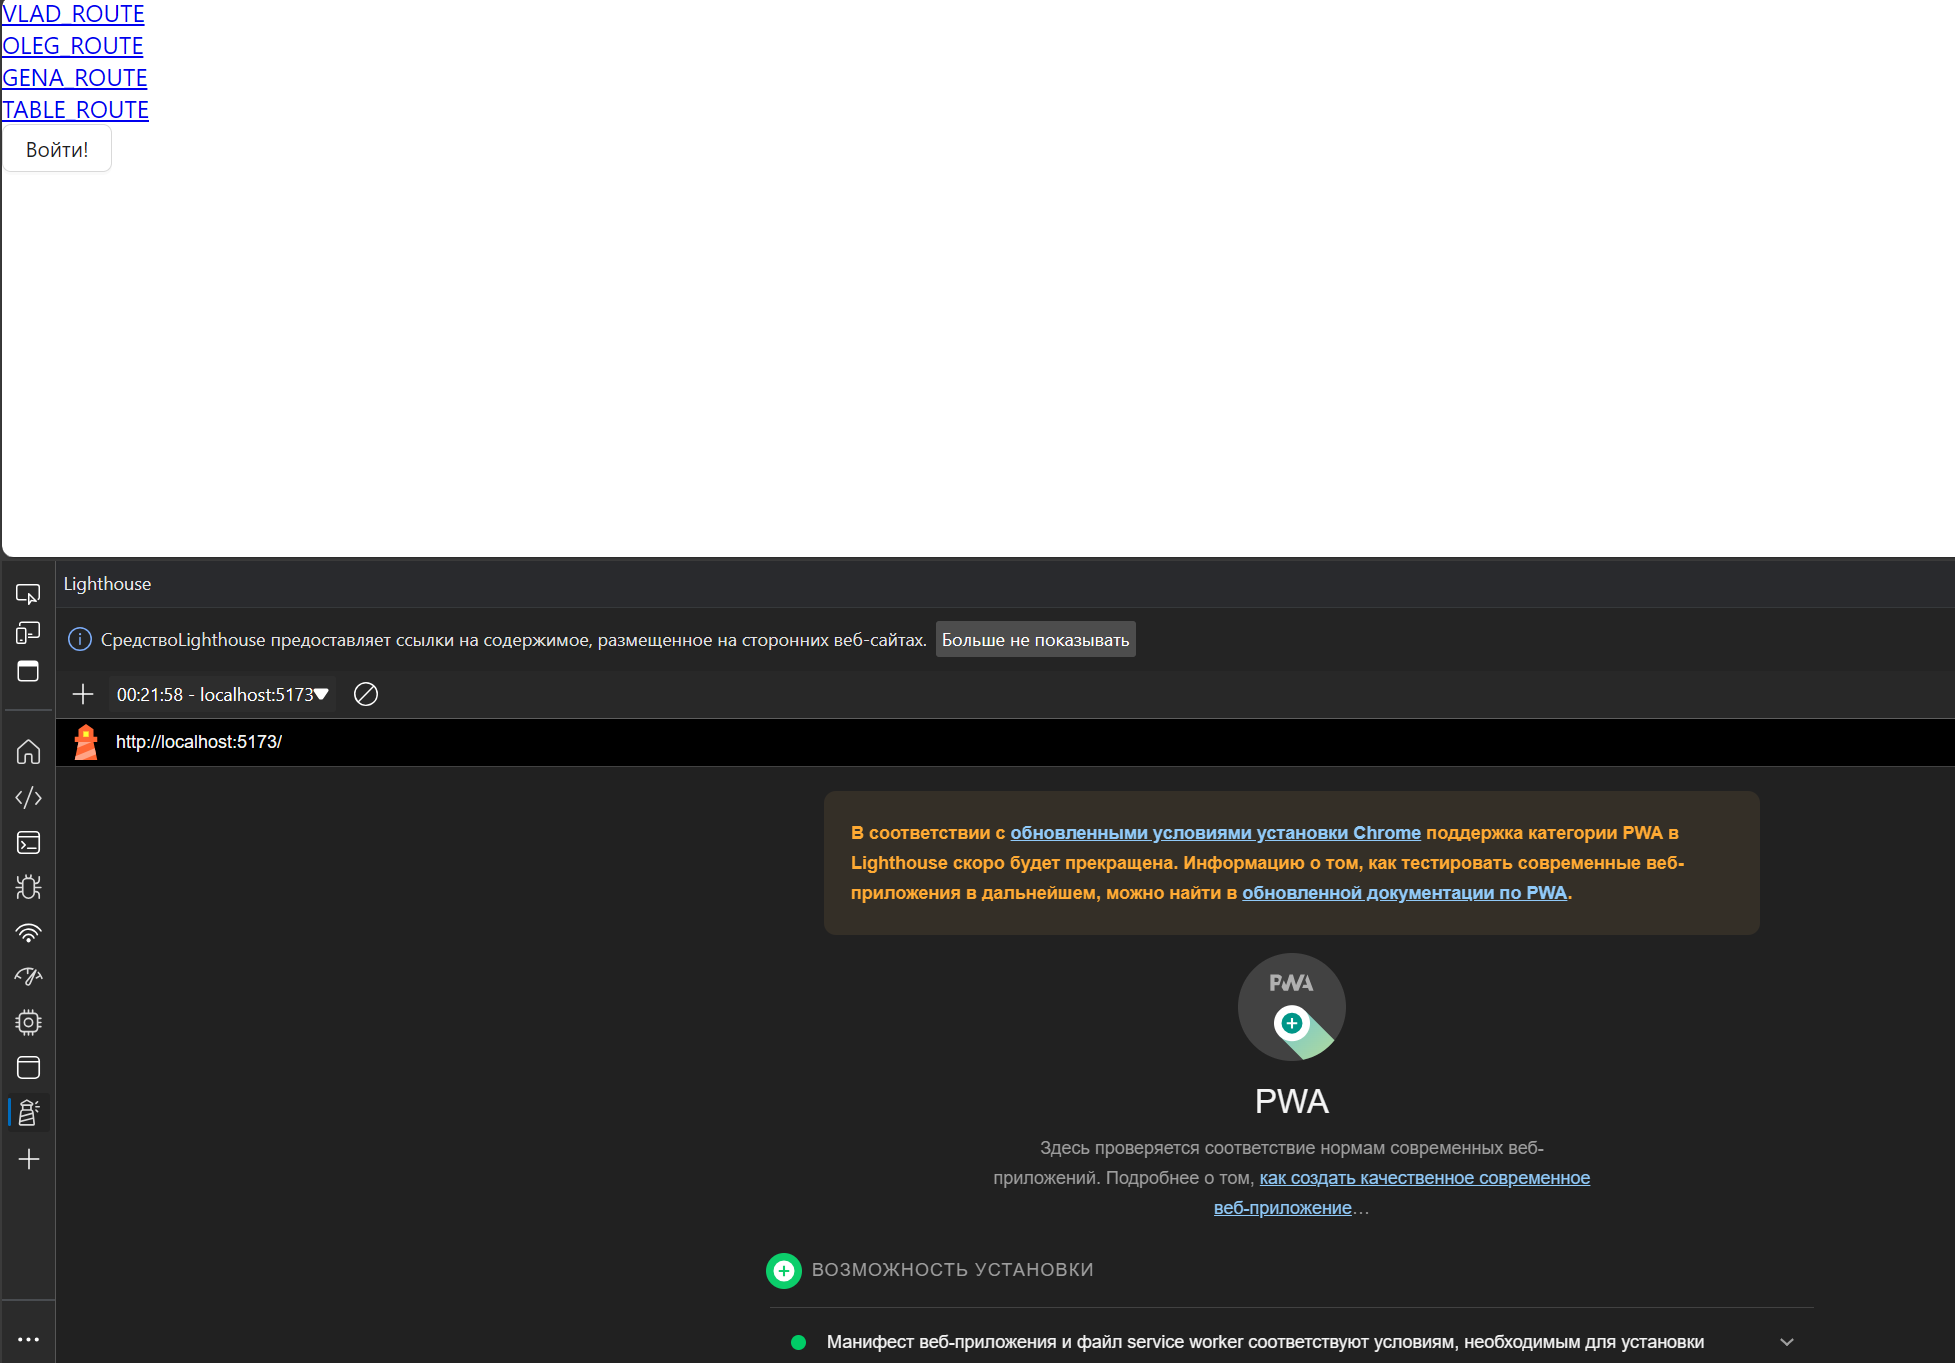 VLAD_ROUTE
OLEG_ROUTE
GENA_ROUTE
TABLE_ROUTE
Войти!
Lighthouse
СредствоLighthouse предоставляет ссылки на содержимое, размещенное на сторонних веб-сайтах. Больше не показывать
00:21:58 - localhost:5173
http://localhost:5173/
В соответствии с обновленными условиями установки Chrome поддержка категории PWA в
Lighthouse скоро будет прекращена. Информацию о том, как тестировать современные веб-
приложения в дальнейшем, можно найти в обновленной документации по PWA.
PWA
PWA
Здесь проверяется соответствие нормам современных веб-
приложений. Подробнее о том, как создать качественное современное
веб-приложение…
ВОЗМОЖНОСТЬ УСТАНОВКИ
Манифест веб-приложения и файл service worker соответствуют условиям, необходимым для установки